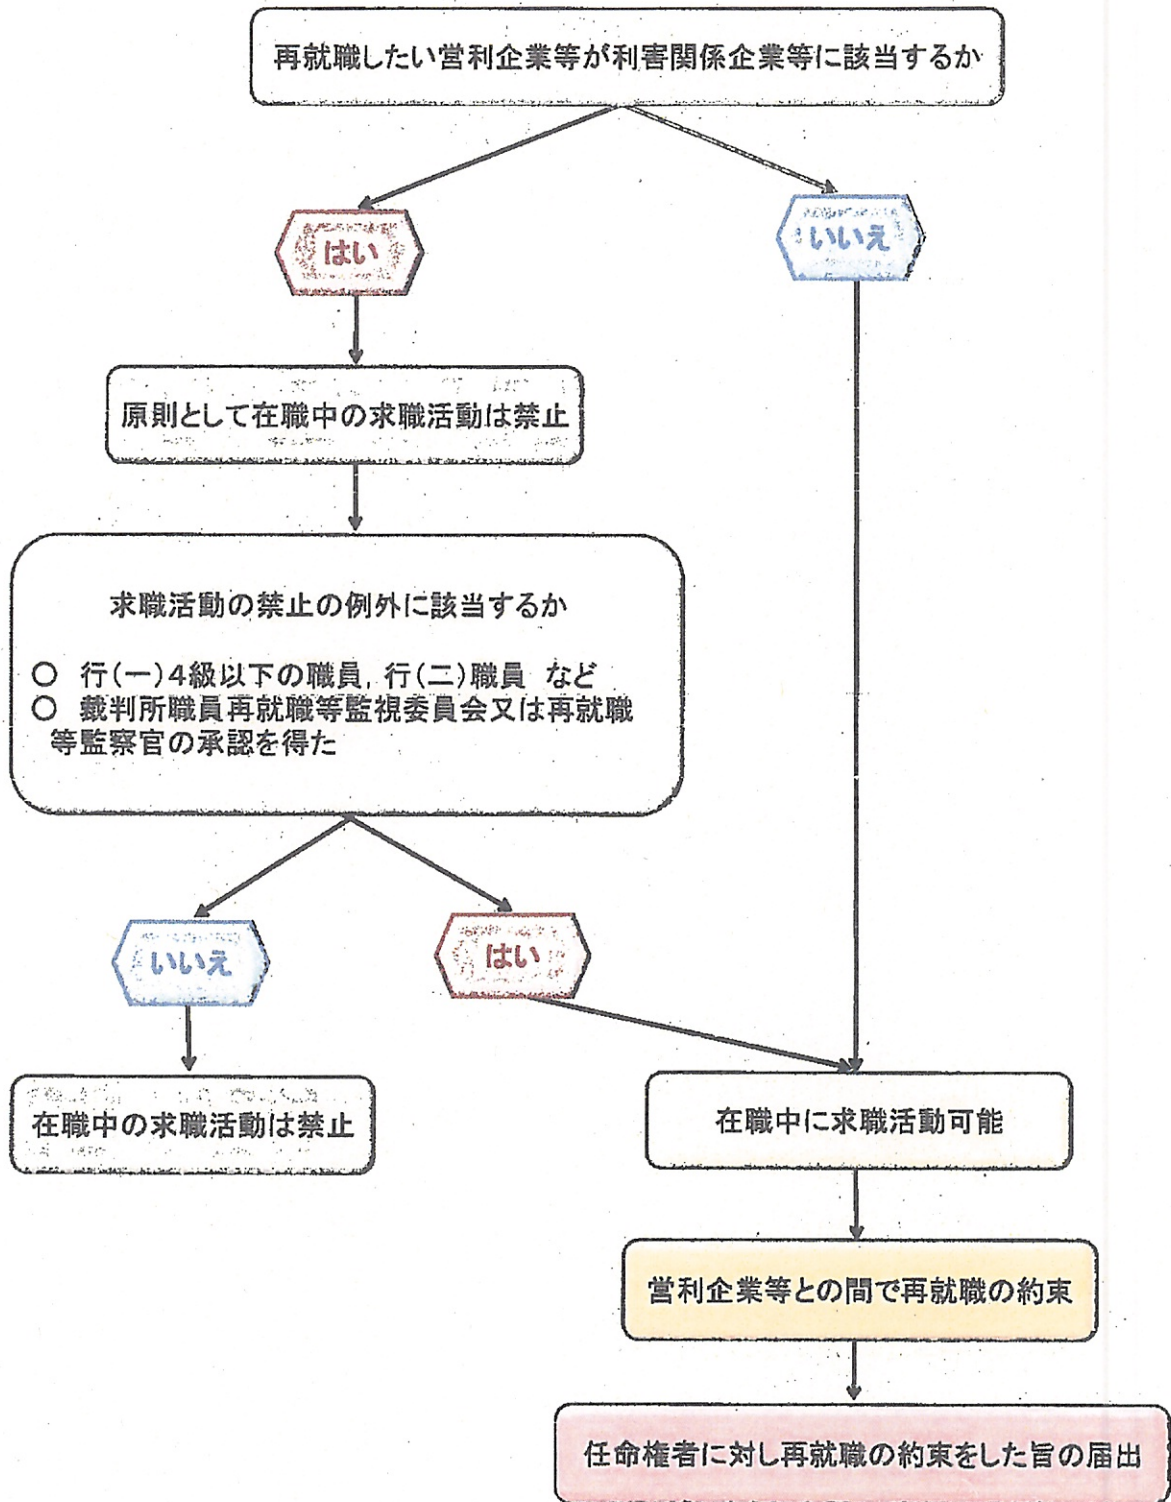 再就職したい営利企業等が利害関係企業等に該当するか
はい
いいえ
原則として在職中の求職活動は禁止
求職活動の禁止の例外に該当するか
○ 行(一)4級以下の職員,行(二)職員 など
○ 裁判所職員再就職等監視委員会又は再就職
等監察官の承認を得た
いいえ
はい
在職中の求職活動は禁止
在職中に求職活動可能
営利企業等との間で再就職の約束
任命権者に対し再就職の約束をした旨の届出